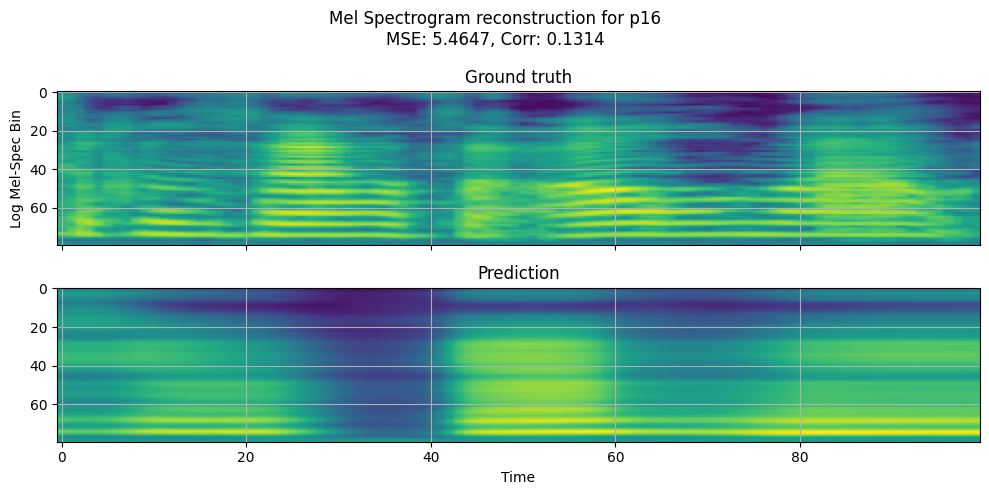 Mel Spectrogram reconstruction for p16
MSE: 5.4647, Corr: 0.1314
Ground truth
Log Mel-Spec Bin
0
20
40
60
Prediction
0
20
40
60
0 20 40 60 80
Time